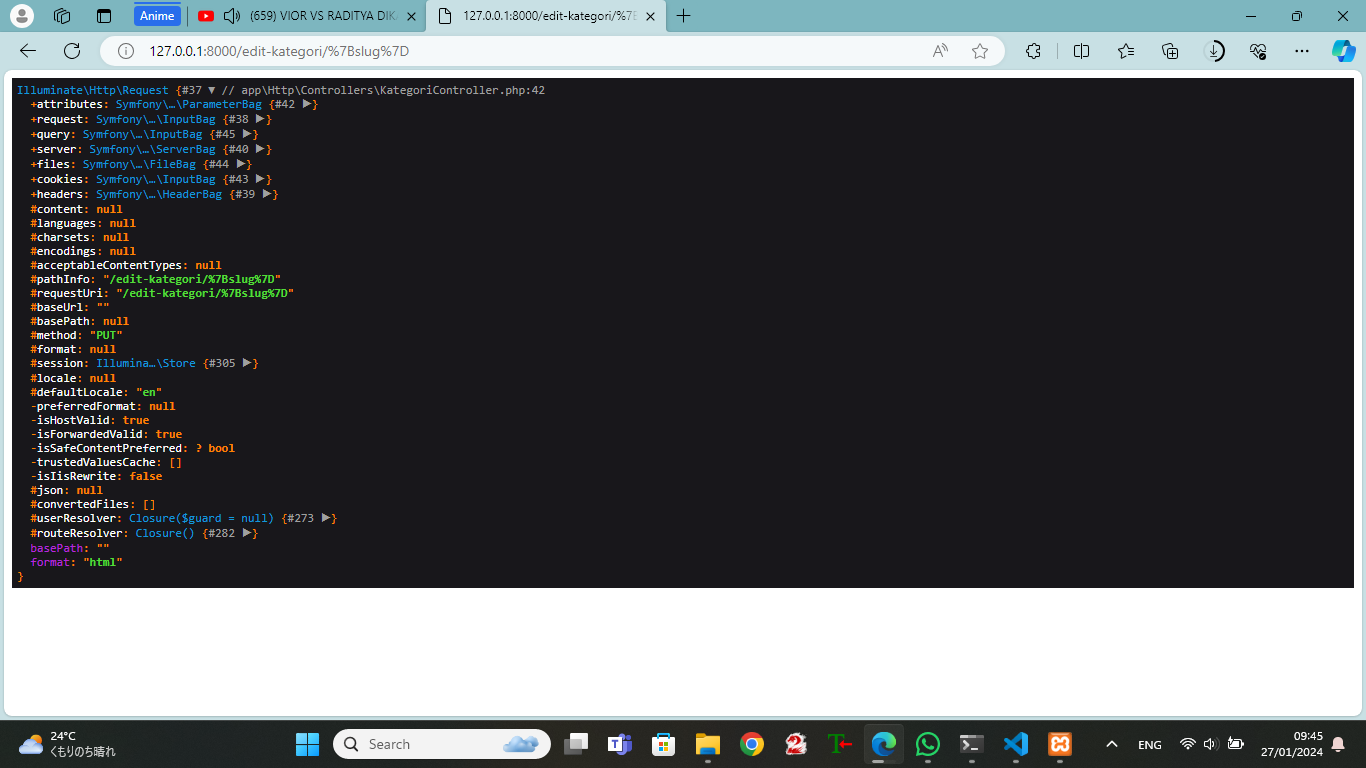 Anime
(659) VIOR VS RADITYA DIKA
127.0.0.1:8000/edit-kategori/%7B
127.0.0.1:8000/edit-kategori/%7Bslug%7D
Illuminate\Http\Request {#37 ▼ // app\Http\Controllers\KategoriController.php:42
+attributes: Symfony\…\ParameterBag {#42 ▶}
+request: Symfony\…\InputBag {#38 ▶}
+query: Symfony\…\InputBag {#45 ▶}
+server: Symfony\…\ServerBag {#40 ▶}
+files: Symfony\…\FileBag {#44 ▶}
+cookies: Symfony\…\InputBag {#43 ▶}
+headers: Symfony\…\HeaderBag {#39 ▶}
#content: null
#languages: null
#charsets: null
#encodings: null
#acceptableContentTypes: null
#pathInfo: "/edit-kategori/%7Bslug%7D"
#requestUri: "/edit-kategori/%7Bslug%7D"
#baseUrl: ""
#basePath: null
#method: "PUT"
#format: null
#session: Illumina…\Store {#305 ▶}
#locale: null
#defaultLocale: "en"
-preferredFormat: null
-isHostValid: true
-isForwardedValid: true
-isSafeContentPreferred: ? bool
-trustedValuesCache: []
-isIisRewrite: false
#json: null
#convertedFiles: []
#userResolver: Closure($guard = null) {#273 ▶}
#routeResolver: Closure() {#282 ▶}
basePath: ""
format: "html"
}
24°C
くもりのち晴れ
Search
ENG
09:45
27/01/2024